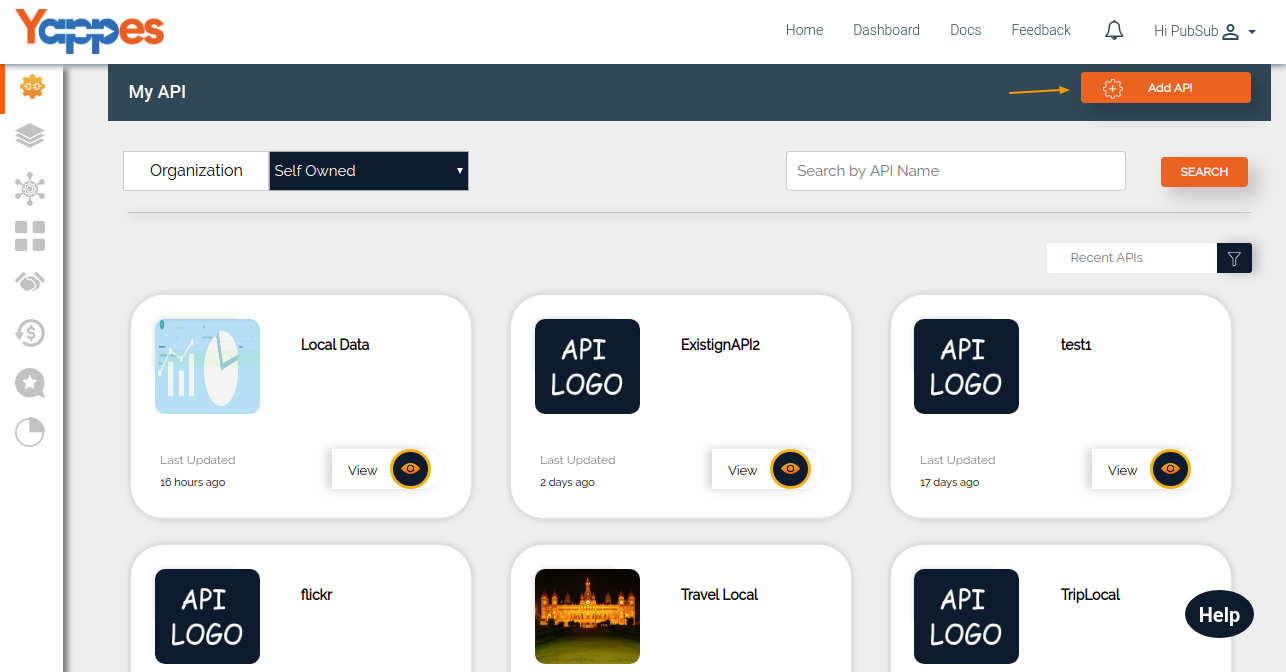 Yappes
Home Dashboard Docs Feedback Hi PubSub
My API
Add API
Organization Self Owned
Search by API Name
SEARCH
Recent APIs
Local Data
API
LOGO
ExistignAPI2
API
LOGO
test1
Last Updated
16 hours ago
View
Last Updated
2 days ago
View
Last Updated
17 days ago
View
API
LOGO
flickr
Travel Local
API
LOGO
TripLocal
Help